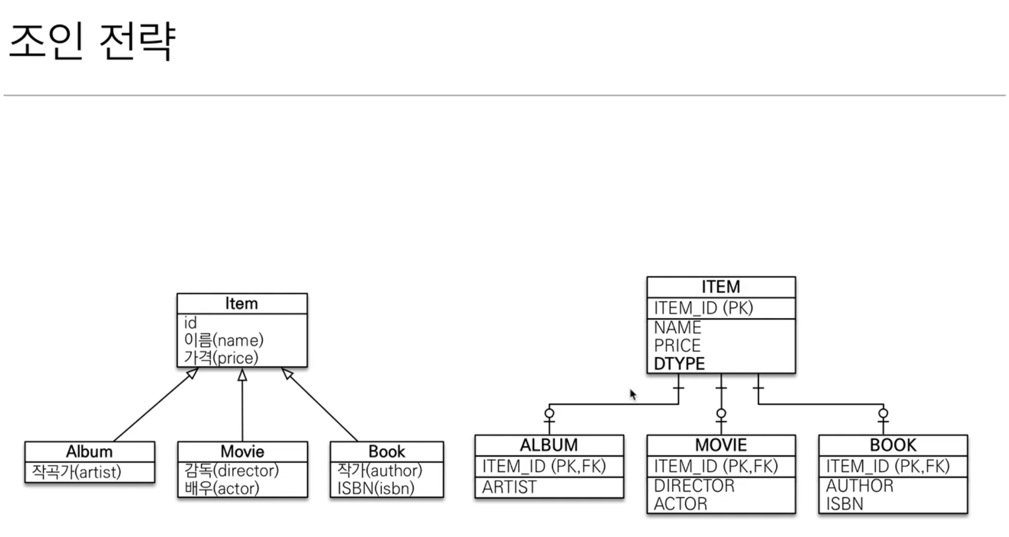 조인 전략
Item
id
이름(name)
가격(price)
Album
작곡가(artist)
Movie
감독(director)
배우(actor)
Book
작가(author)
ISBN(isbn)
ITEM
ITEM_ID (PK)
NAME
PRICE
DTYPE
ALBUM
ITEM_ID (PK,FK)
ARTIST
MOVIE
ITEM_ID (PK,FK)
DIRECTOR
ACTOR
BOOK
ITEM_ID (PK,FK)
AUTHOR
ISBN